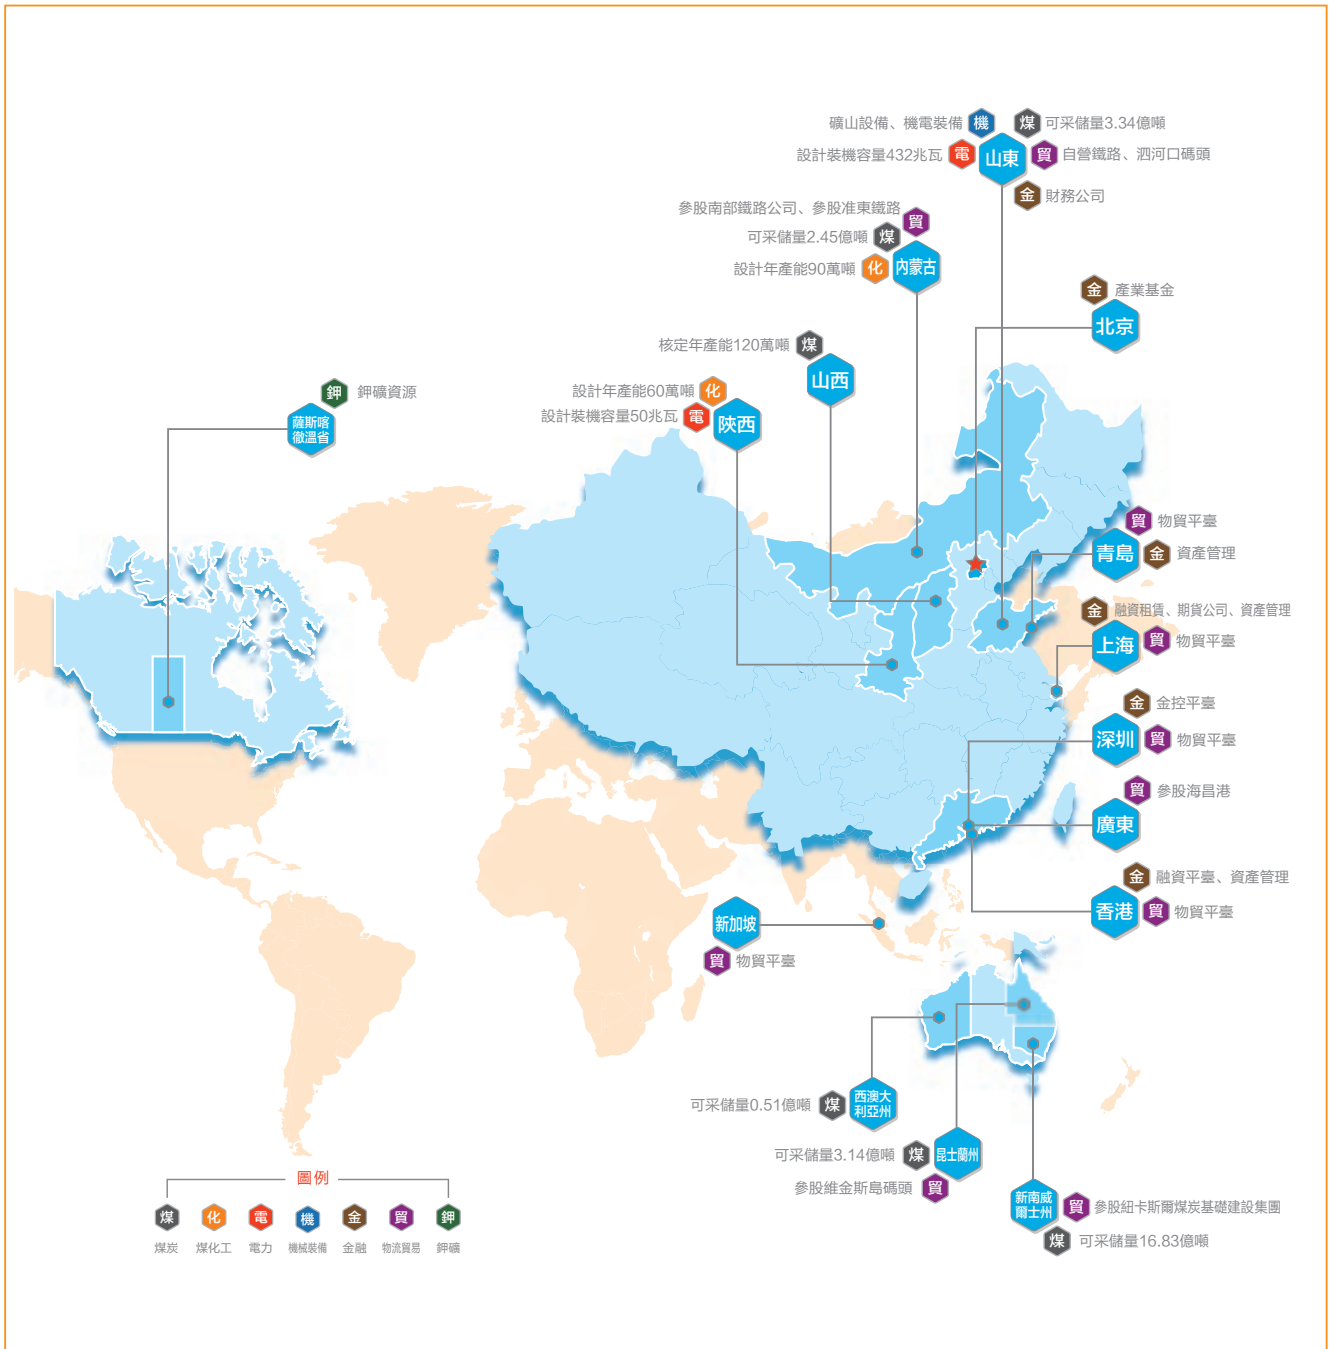 礦山設備、機電裝備
機
煤
可采儲量3.34億噸
設計裝機容量432兆瓦
電
山東
貿
自營鐵路、泗河口碼頭
金
財務公司
參股南部鐵路公司、參股准東鐵路
貿
可采儲量2.45億噸
煤
設計年產能90萬噸
化
內蒙古
金
產業基金
北京
核定年產能120萬噸
煤
山西
設計年產能60萬噸
化
設計裝機容量50兆瓦
電
陝西
鉀
鉀礦資源
薩斯喀
徹溫省
貿
物貿平臺
青島
金
資產管理
金
融資租賃、期貨公司、資產管理
上海
貿
物貿平臺
金
金控平臺
深圳
貿
物貿平臺
貿
參股海昌港
廣東
金
融資平臺、資產管理
香港
貿
物貿平臺
新加坡
貿
物貿平臺
可采儲量0.51億噸
煤
西澳大
利亞州
可采儲量3.14億噸
煤
昆士蘭州
參股維金斯島碼頭
貿
新南威
爾士州
貿
參股紐卡斯爾煤炭基礎建設集團
煤
可采儲量16.83億噸
圖例
煤
化
電
機
金
貿
鉀
煤炭
煤化工
電力
機械裝備
金融
物流貿易
鉀礦